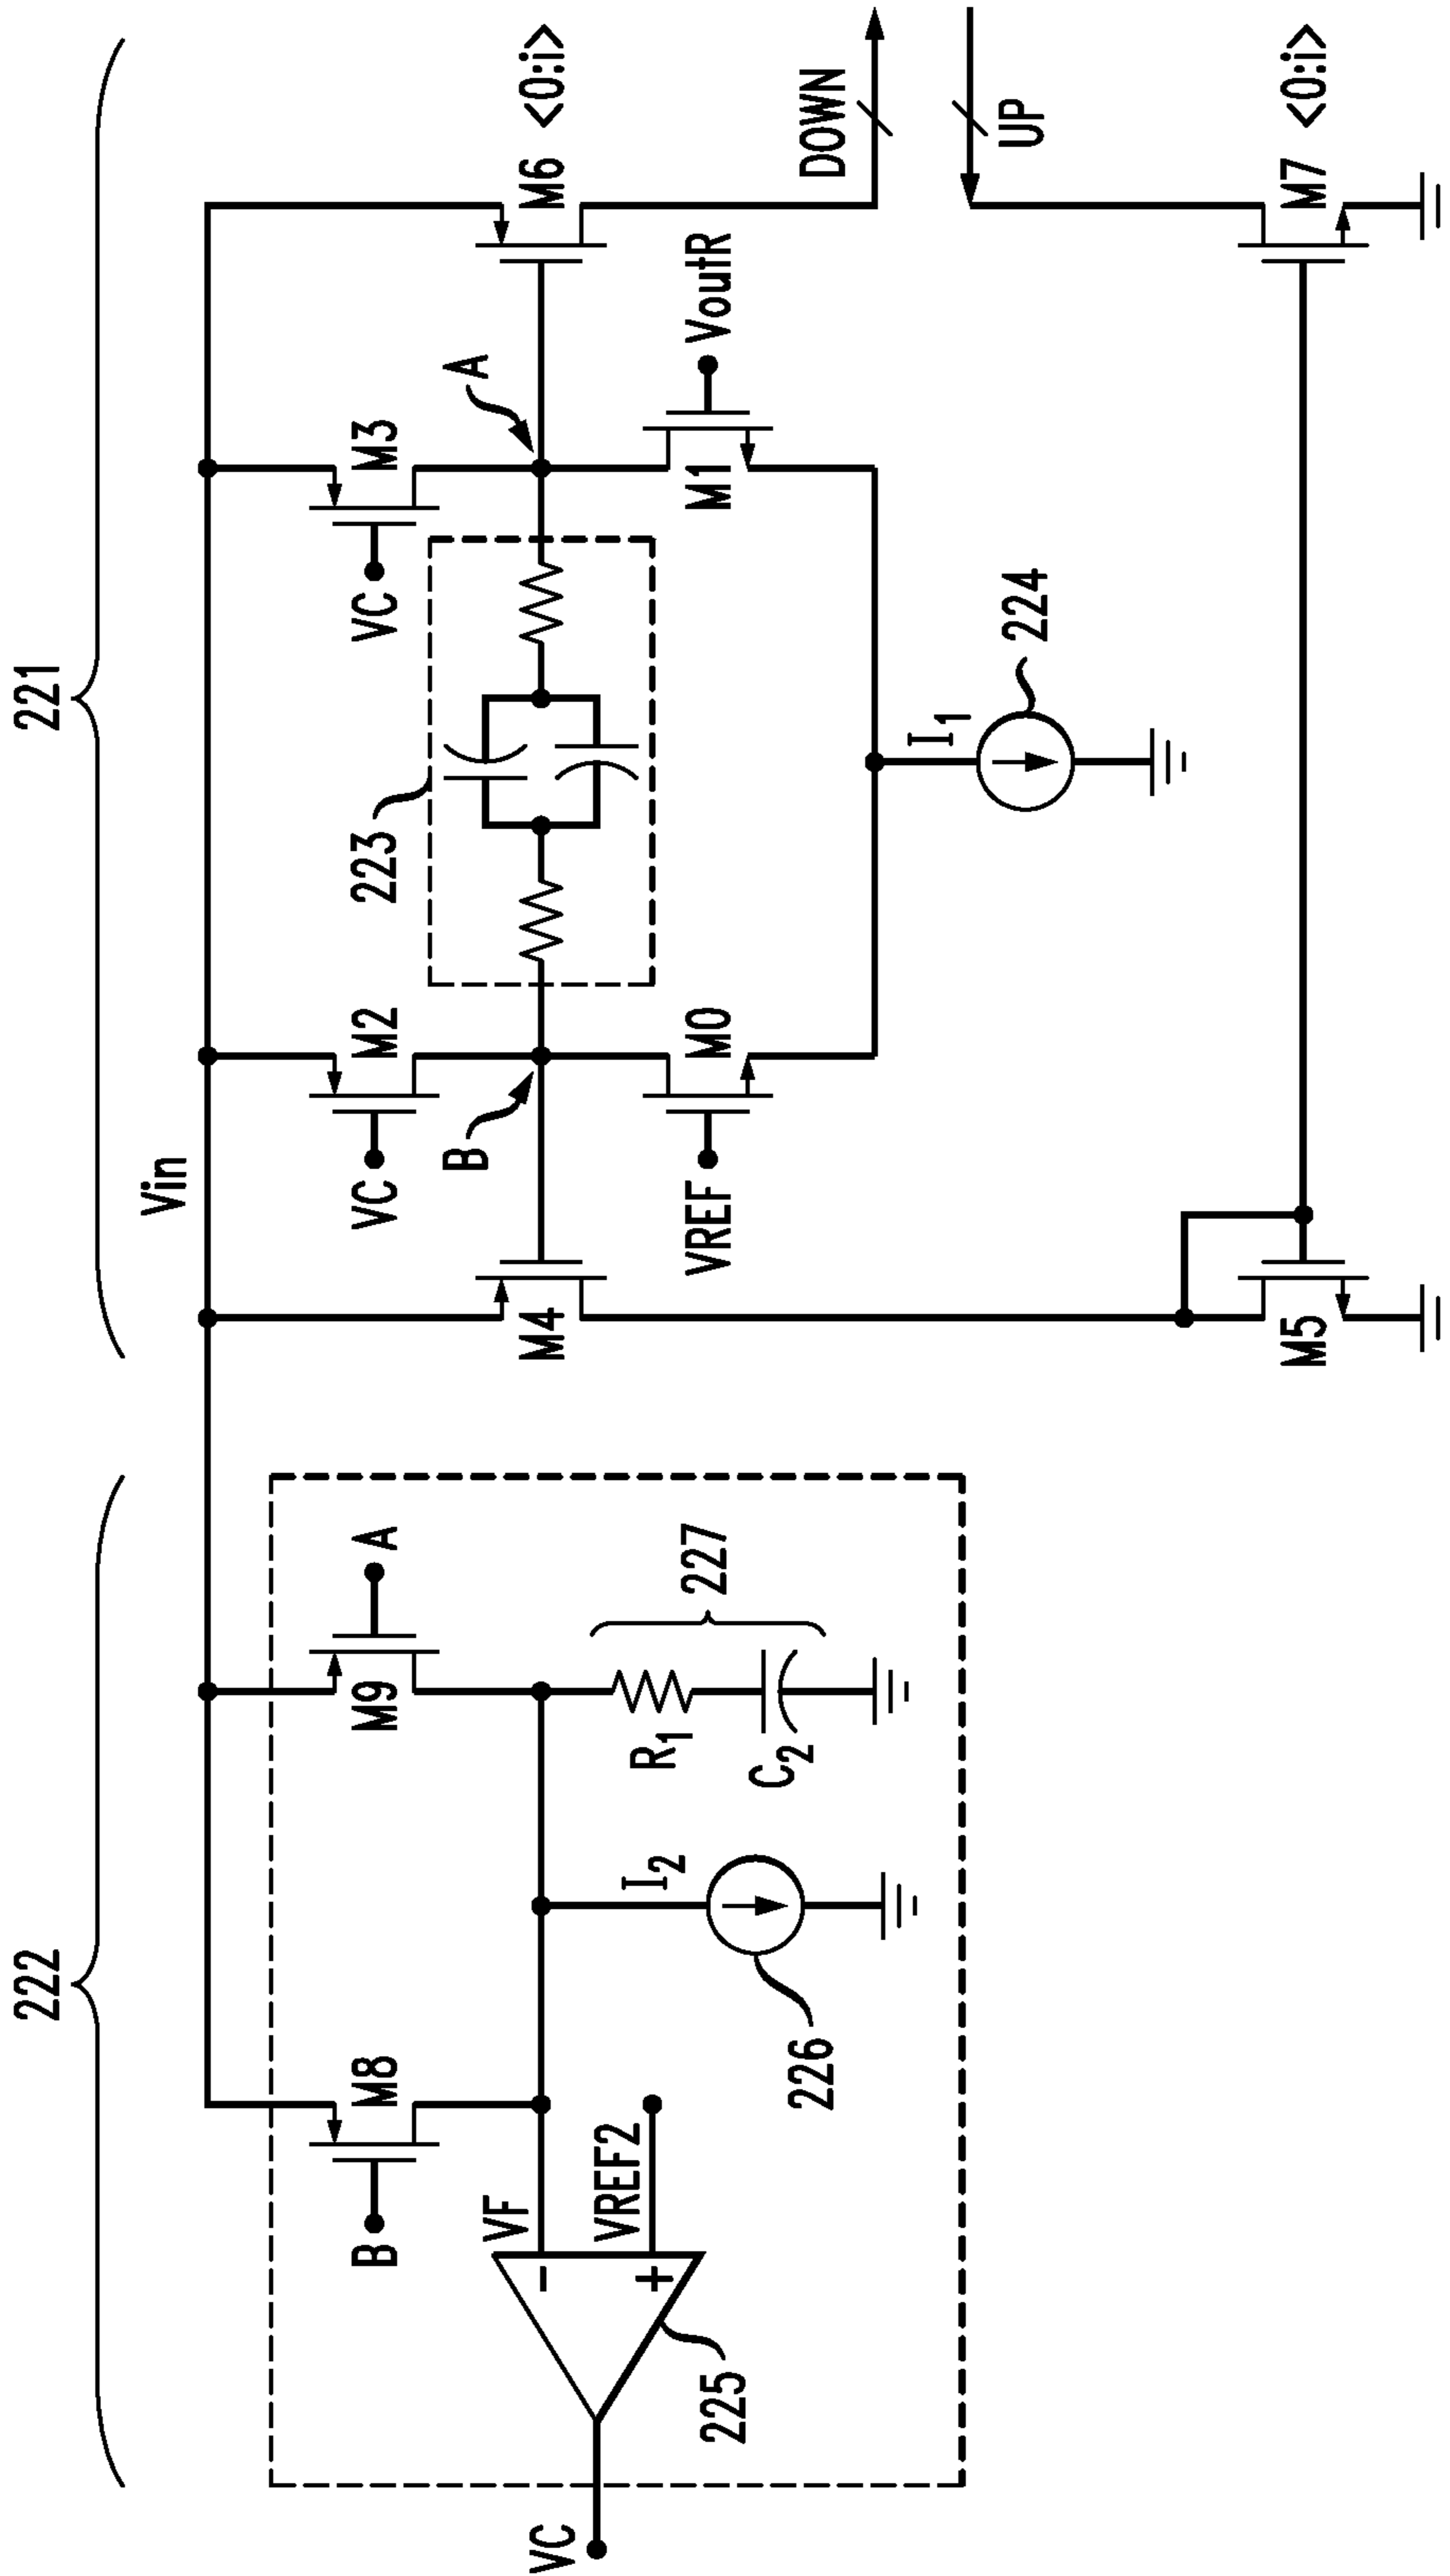 222
221
Vin
B
M8
M9
A
VF
VREF2
VC
225
226
I2
R1
C2
227
M4
M5
VC
M2
B
VREF
M0
223
VC
M3
A
M1
VoutR
I1
224
M6 <0:i>
DOWN
UP
M7 <0:i>